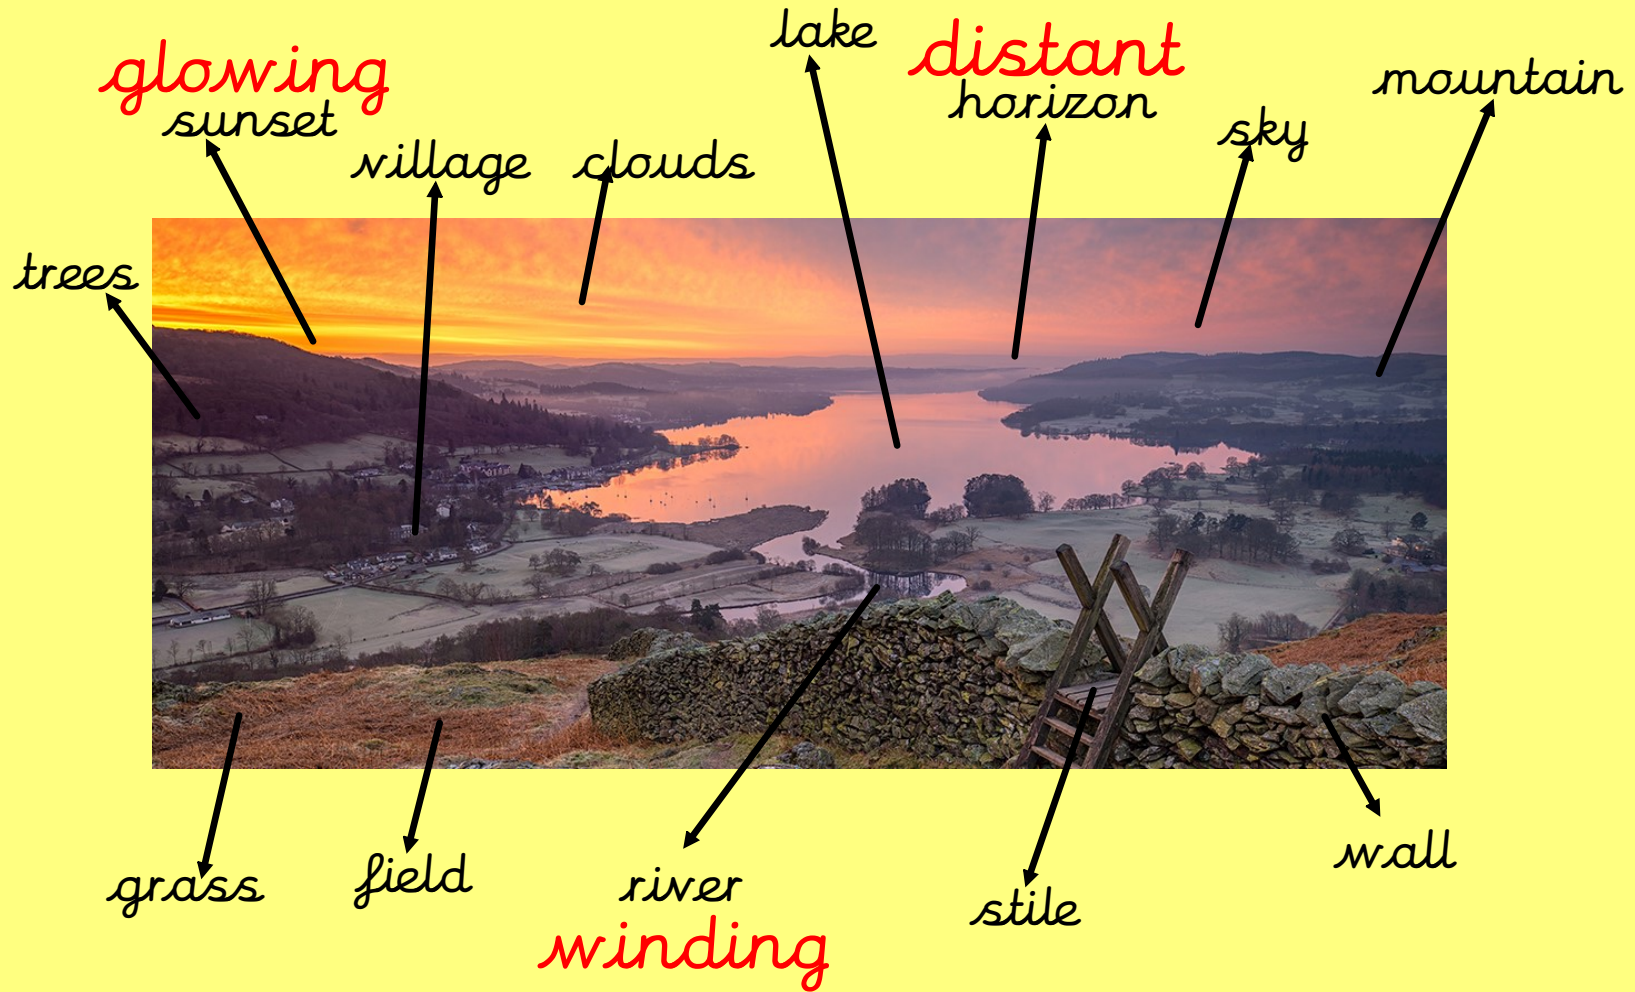 glowing
sunset
village
clouds
lake
distant
horizon
sky
mountain
trees
grass
field
river
winding
stile
wall